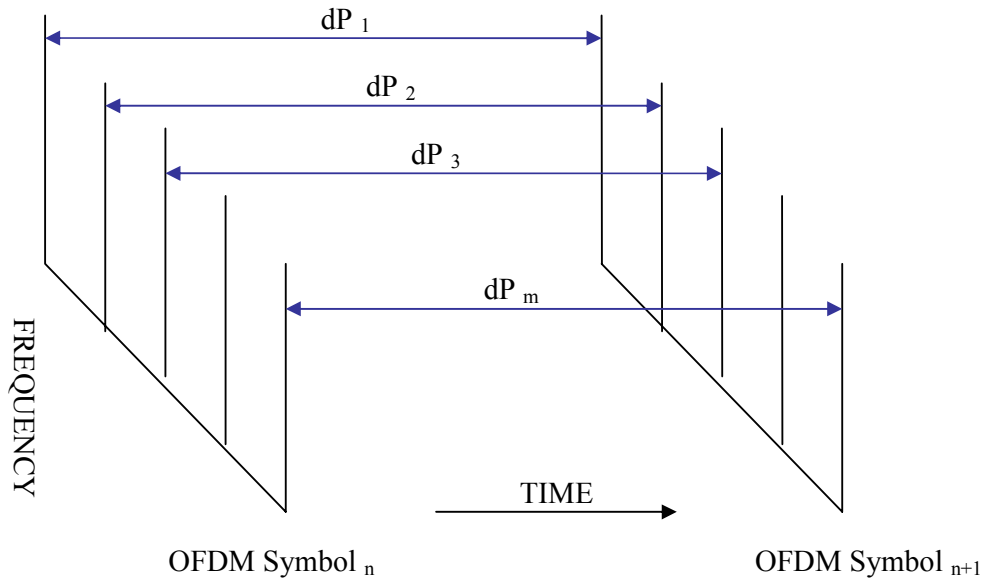 dP 1
dP 2
dP 3
dP m
FREQUENCY
TIME
OFDM Symbol n
OFDM Symbol n+1